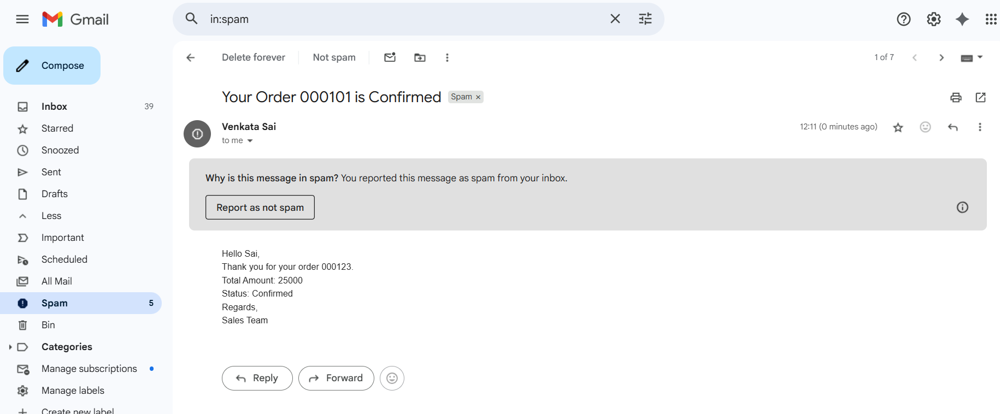 Gmail
in:spam
Compose
Delete forever
Not spam
1 of 7
Inbox 39
Starred
Snoozed
Sent
Drafts
Less
Important
Scheduled
All Mail
Spam 5
Bin
Categories
Manage subscriptions
Manage labels
Create new label
Your Order 000101 is Confirmed
Spam ×
Venkata Sai
12:11 (0 minutes ago)
to me
Why is this message in spam? You reported this message as spam from your inbox.
Report as not spam
Hello Sai,
Thank you for your order 000123.
Total Amount: 25000
Status: Confirmed
Regards,
Sales Team
Reply
Forward